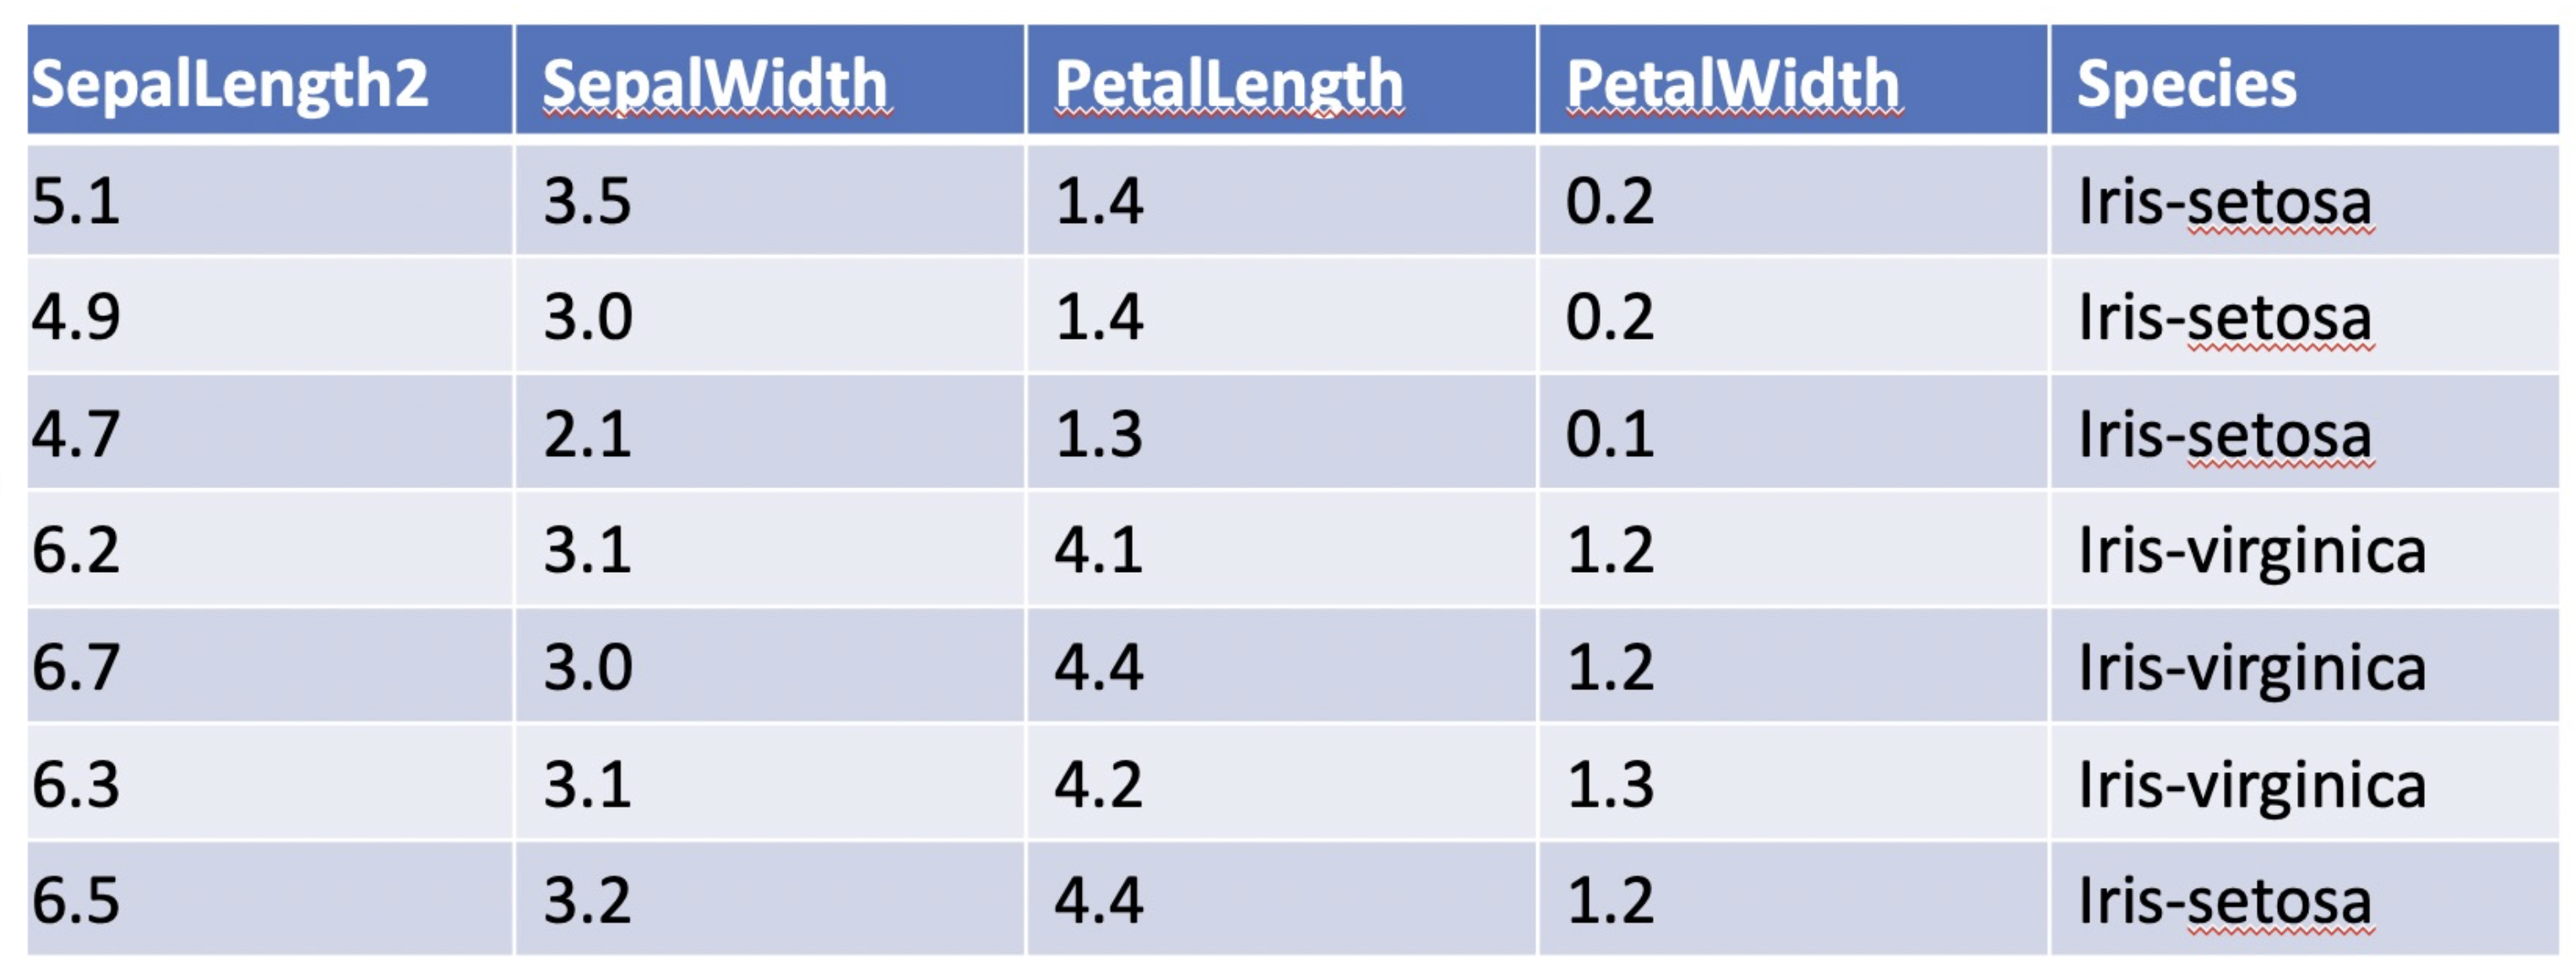 SepalLength2 SepalWidth PetalLength PetalWidth Species
5.1 3.5 1.4 0.2 Iris-setosa
4.9 3.0 1.4 0.2 Iris-setosa
4.7 2.1 1.3 0.1 Iris-setosa
6.2 3.1 4.1 1.2 Iris-virginica
6.7 3.0 4.4 1.2 Iris-virginica
6.3 3.1 4.2 1.3 Iris-virginica
6.5 3.2 4.4 1.2 Iris-setosa